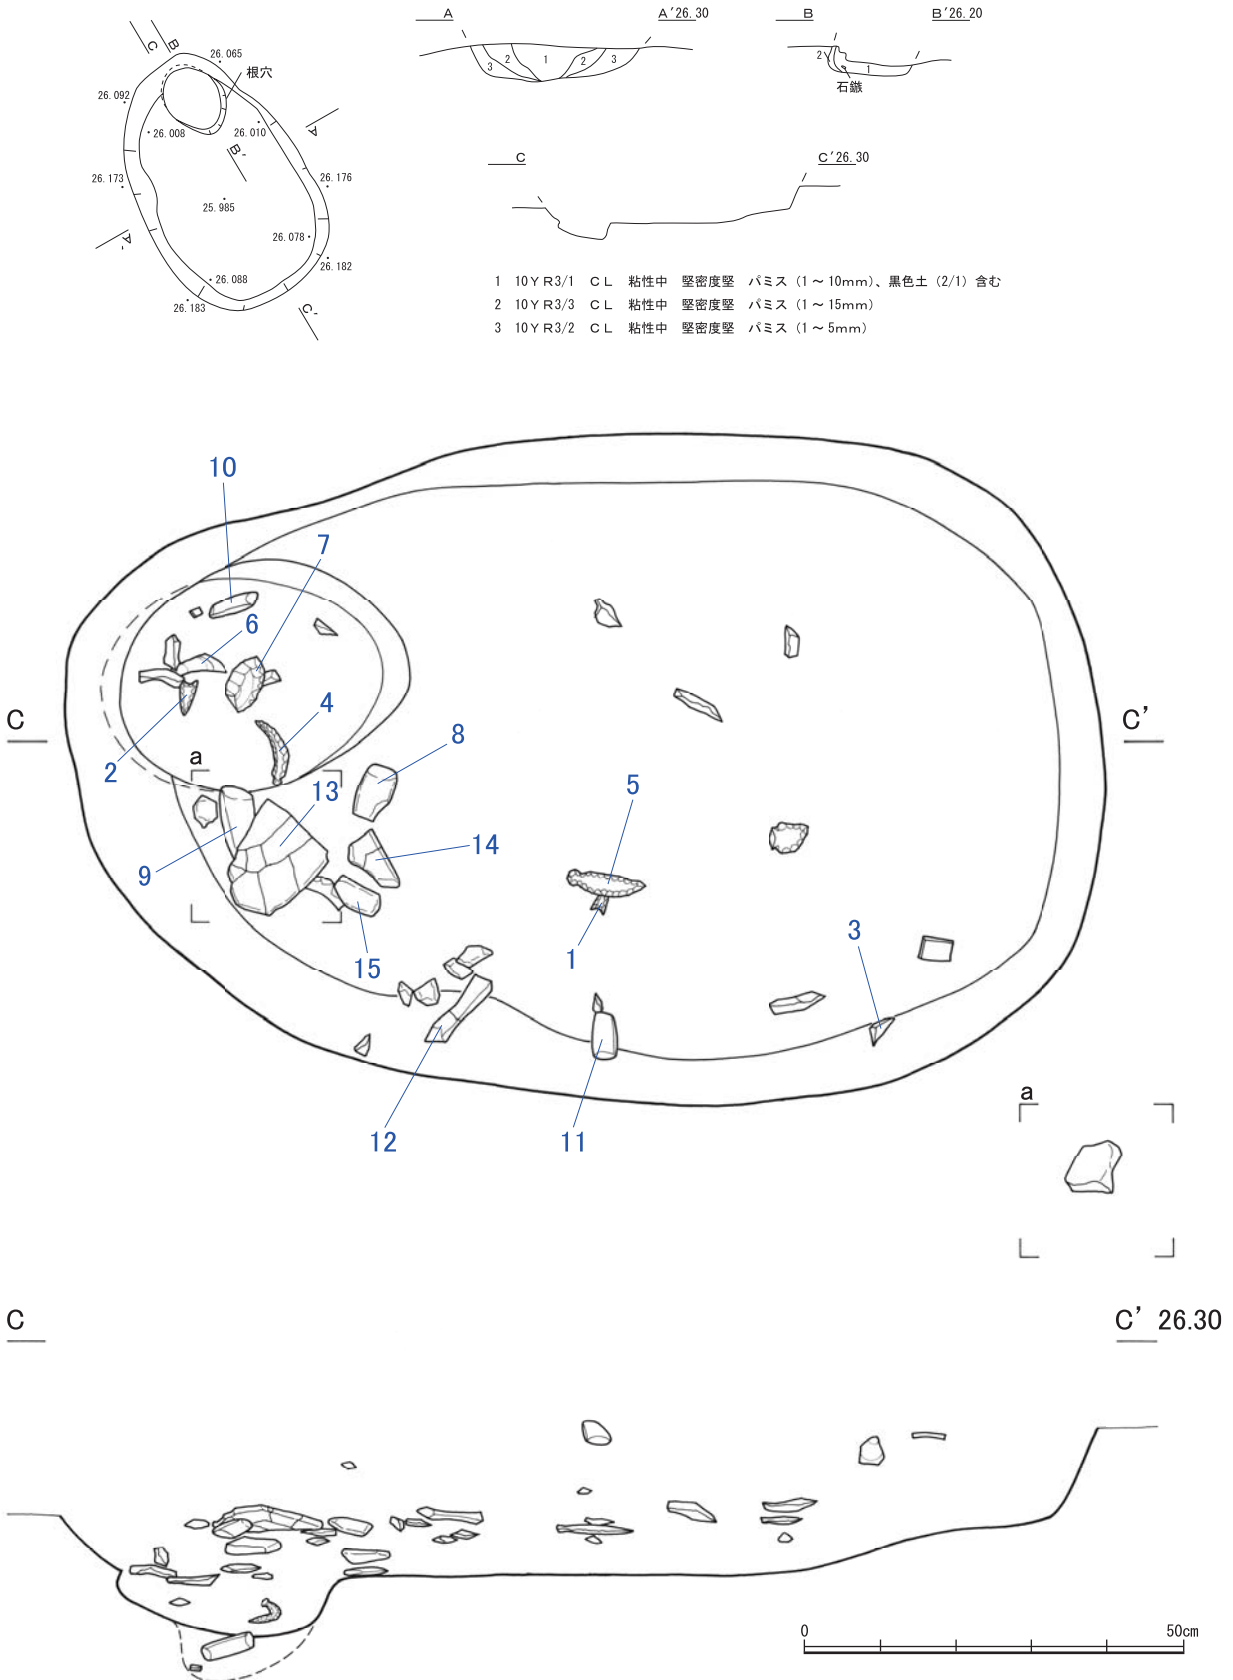 A A'26.30 B B'26.20
C B 26.065
根穴
26.092
26.008 26.010 A
B'
26.173 26.176
25.985
A' 26.078
26.182
26.088
26.183 C'
3 2 1 2 3
2 1
石鏃
C C'26.30
1 10YR3/1 CL 粘性中 堅密度堅 パミス(1～10mm)、黒色土(2/1)含む
2 10YR3/3 CL 粘性中 堅密度堅 パミス(1～15mm)
3 10YR3/2 CL 粘性中 堅密度堅 パミス(1～5mm)
10
7
6
4
C C'
8
2 a
13 5
14
9
3
15 1
12 11
a
C C' 26.30
0 50cm